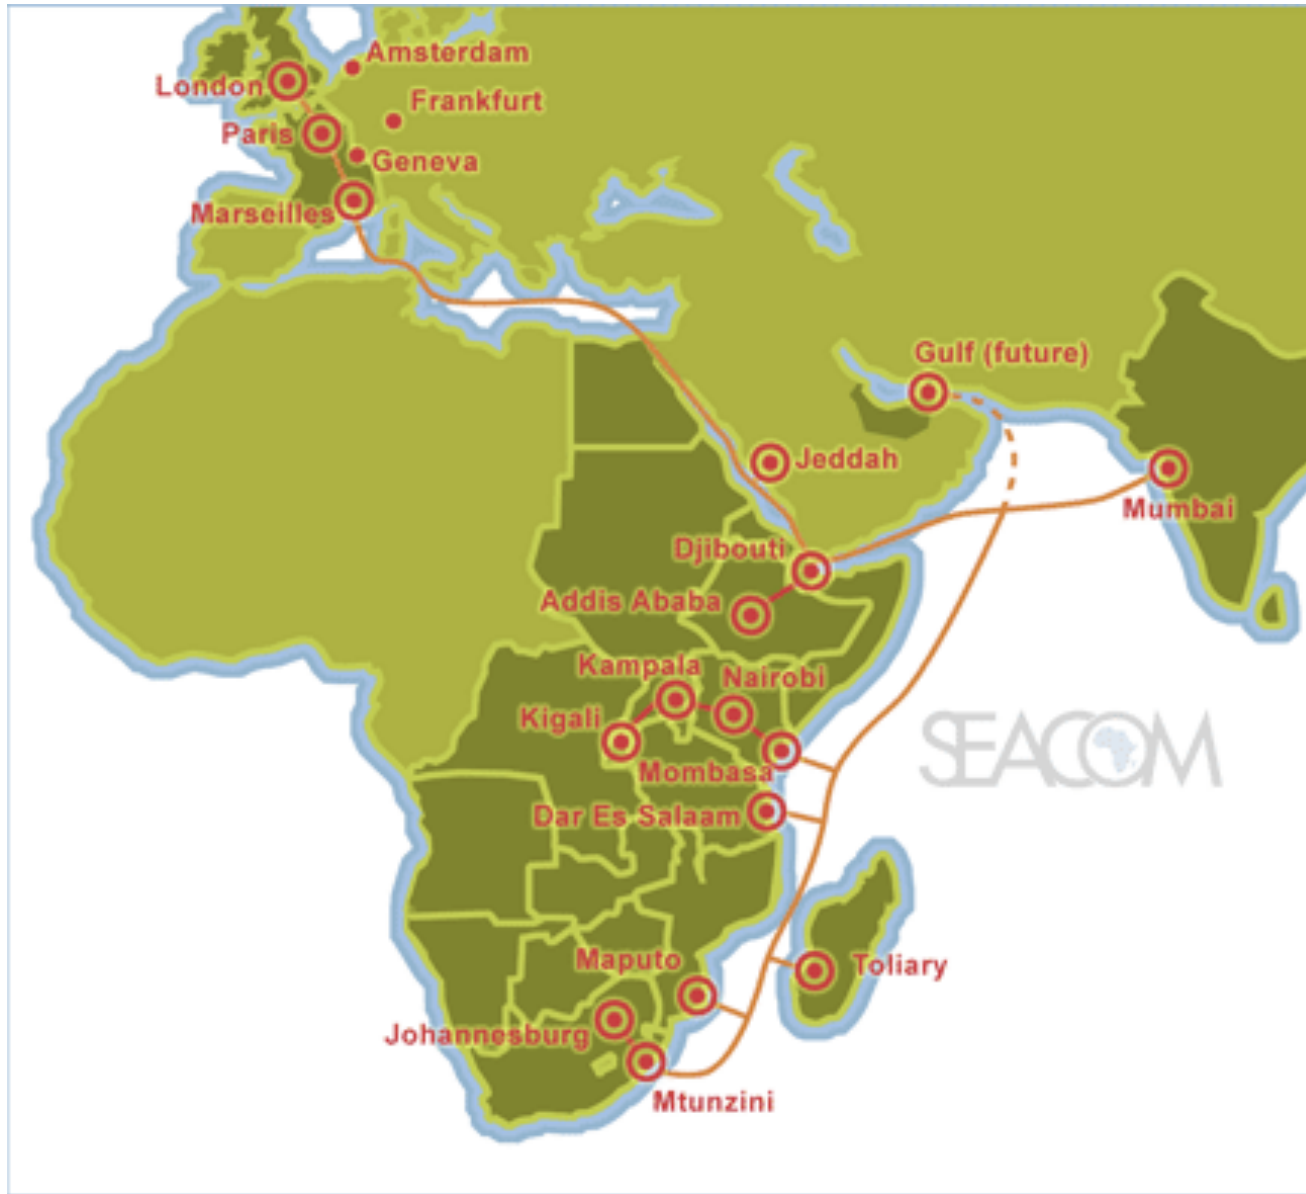 Amsterdam
London
Frankfurt
Paris
Geneva
Marseilles
Gulf (future)
Jeddah
Mumbai
Djibouti
Addis Ababa
Kampala
Nairobi
Kigali
SEACOM
Mombasa
Dar Es Salaam
Maputo
Toliary
Johannesburg
Mtunzini